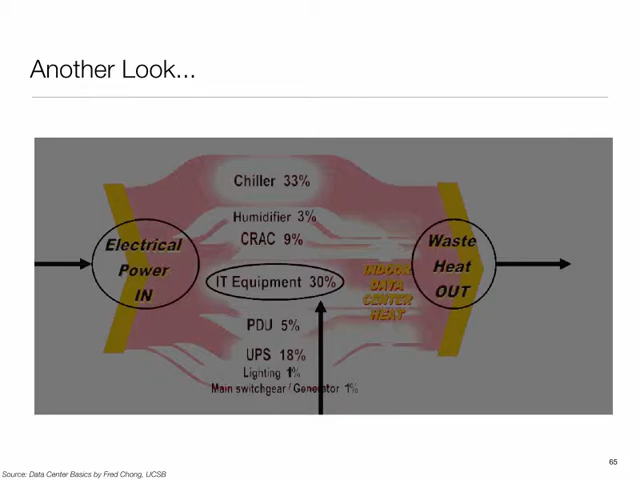 Another Look...
Chiller 33%
Humidifier 3%
CRAC 9%
Electrical
Power
IN
IT Equipment 30%
INDOOR
DATA
CENTER
HEAT
Waste
Heat
OUT
PDU 5%
UPS 18%
Lighting 1%
Main switchgear / Generator 1%
65
Source: Data Center Basics by Fred Chong, UCSB